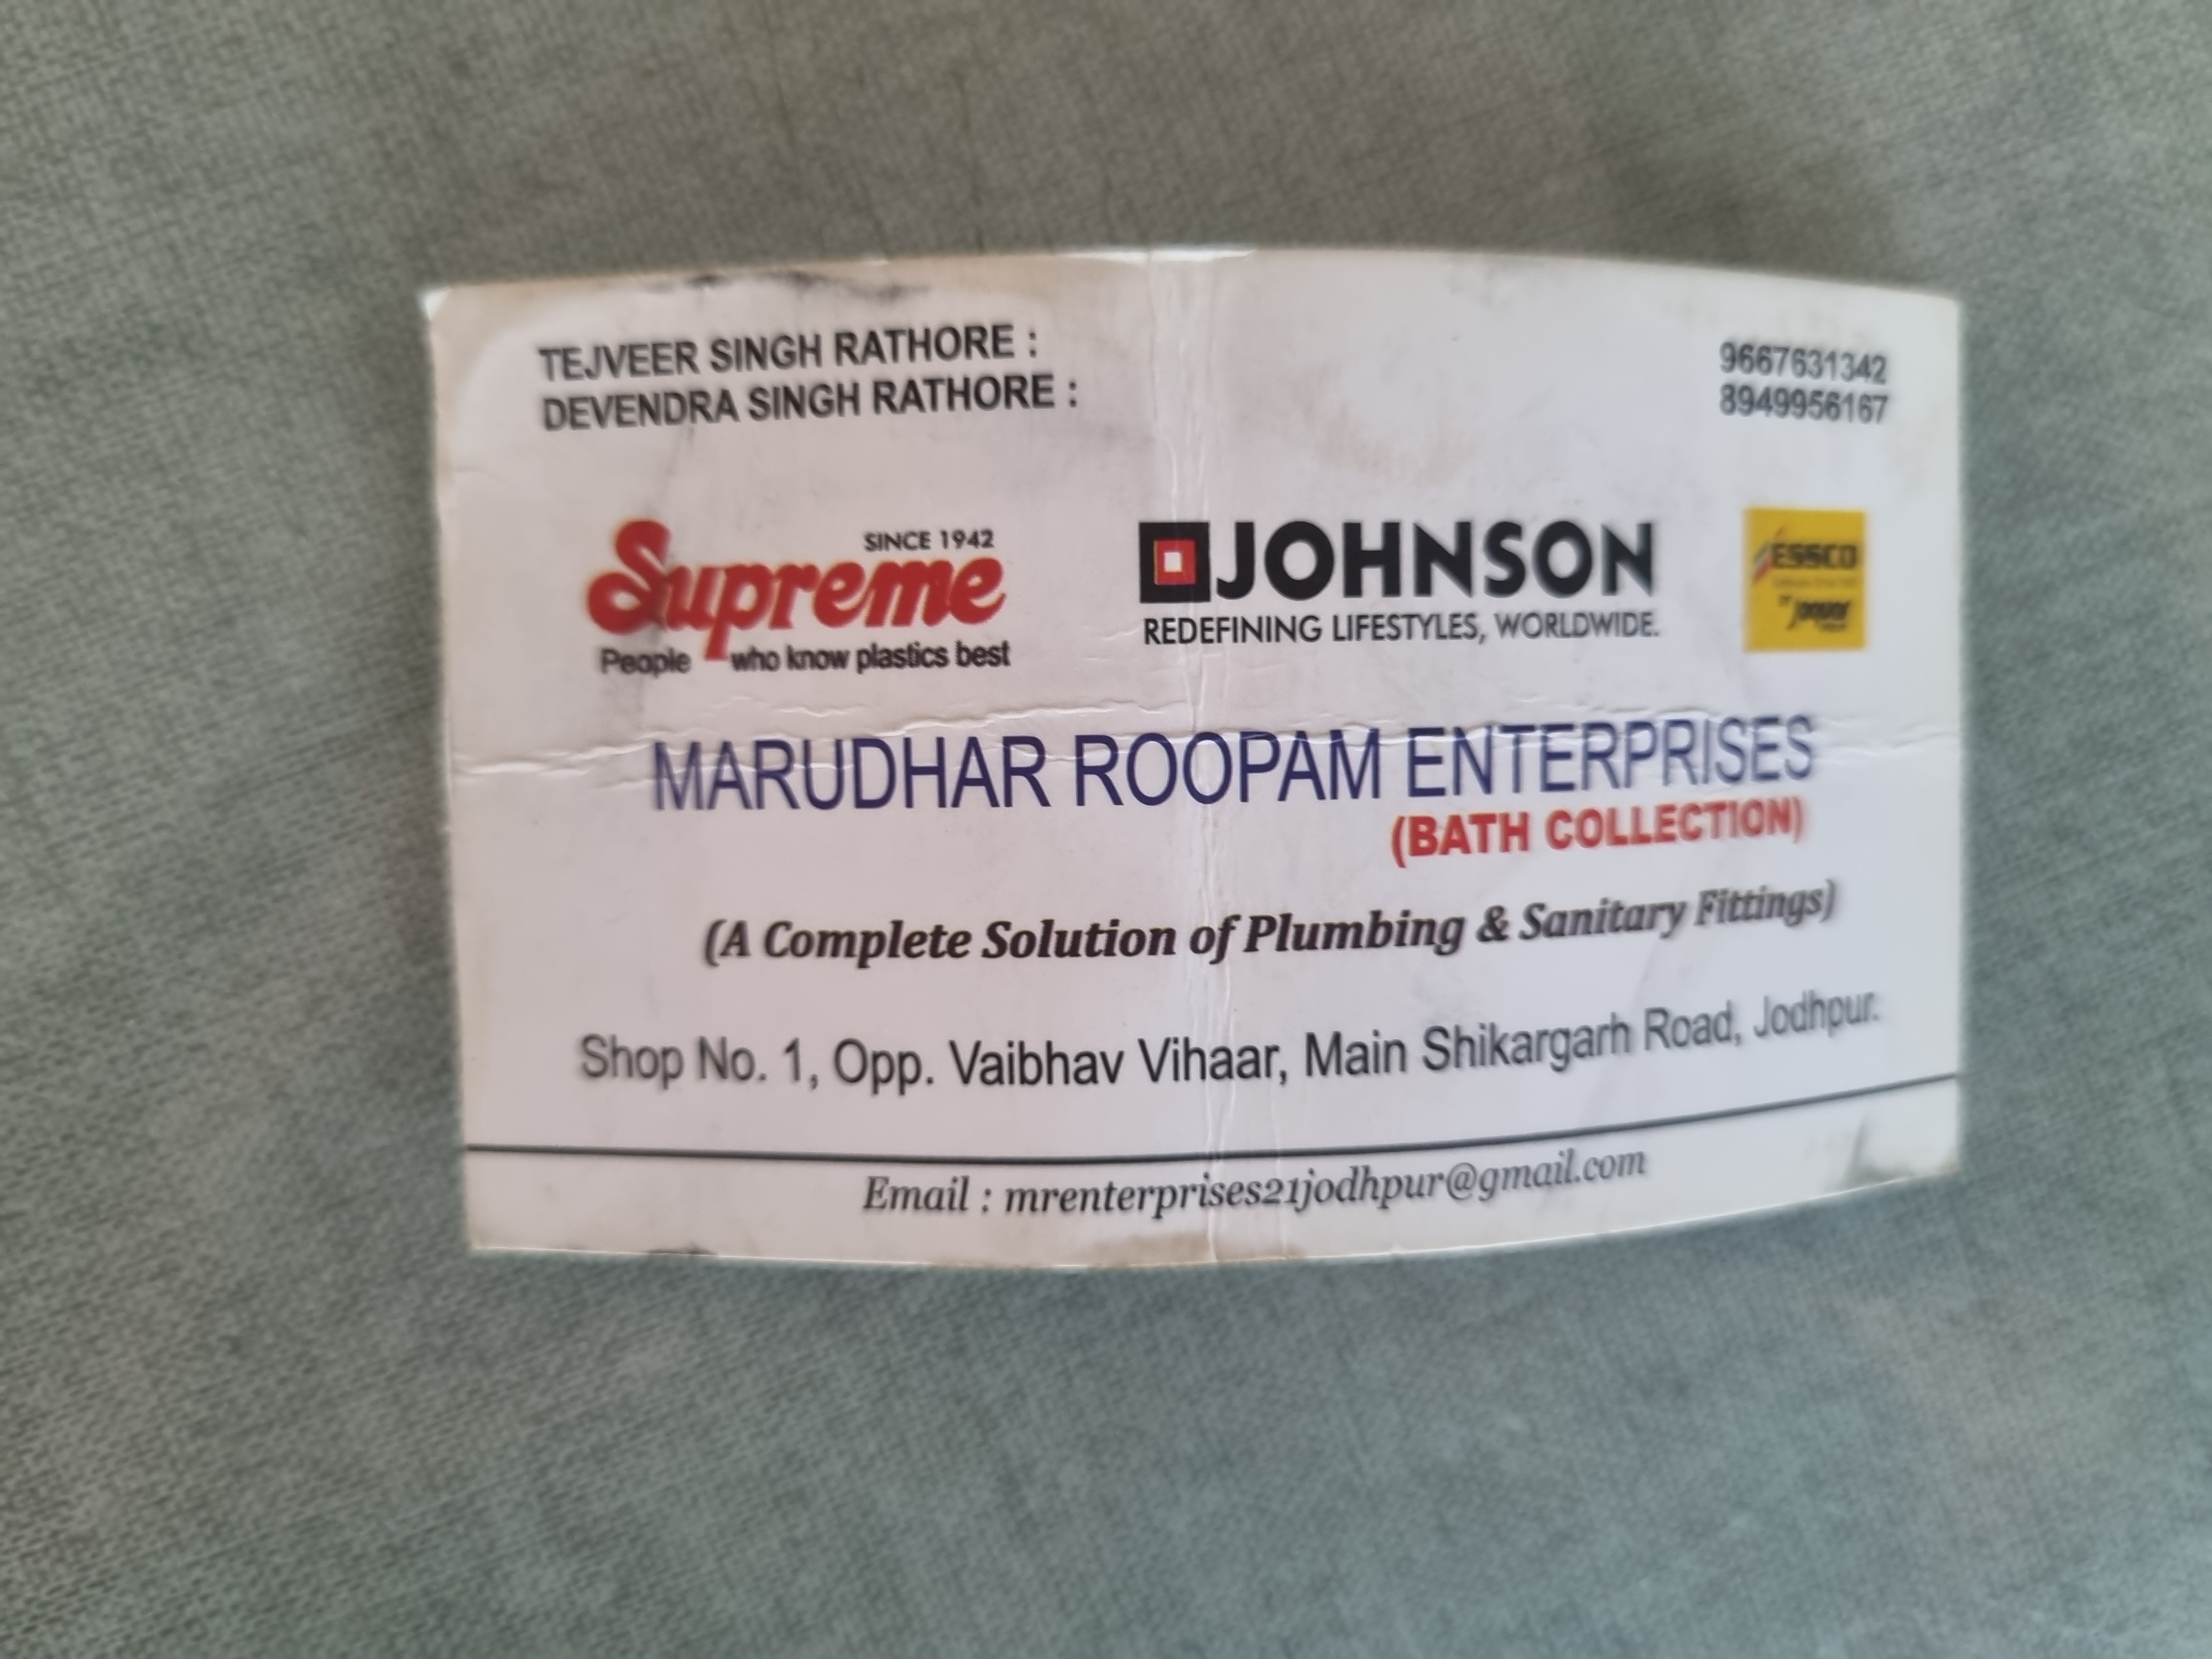 TEJVEER SINGH RATHORE : 9667631342
DEVENDRA SINGH RATHORE : 8949956167
SINCE 1942
Supreme
People who know plastics best
JOHNSON
REDEFINING LIFESTYLES, WORLDWIDE.
ESSCO
MARUDHAR ROOPAM ENTERPRISES
(BATH COLLECTION)
(A Complete Solution of Plumbing & Sanitary Fittings)
Shop No. 1, Opp. Vaibhav Vihaar, Main Shikargarh Road, Jodhpur.
Email : mrenterprises21jodhpur@gmail.com